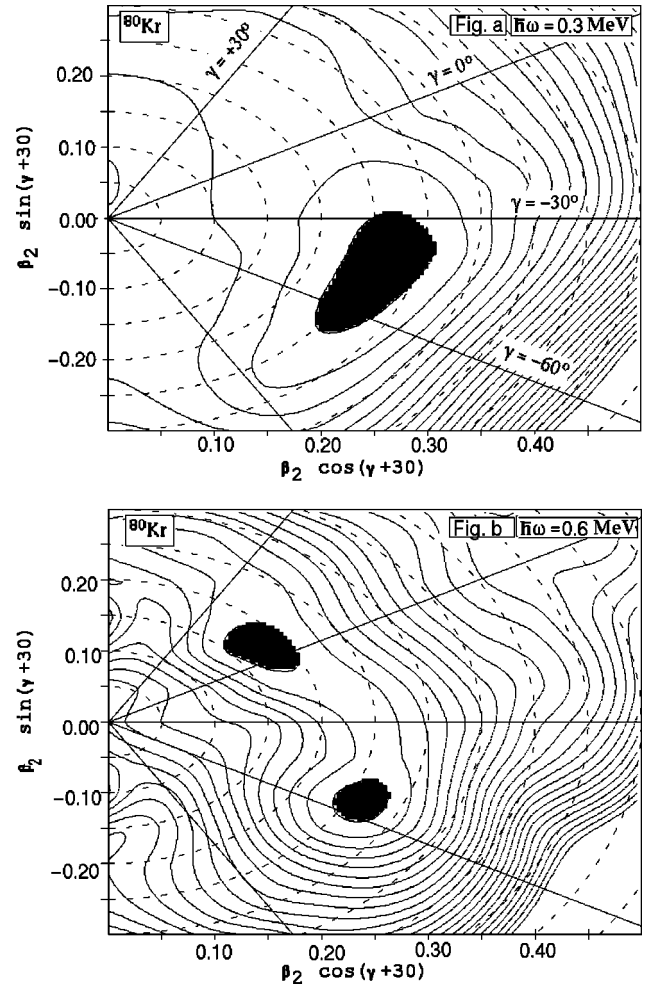 ⁸⁰Kr
Fig. a
ħω = 0.3 MeV
γ = +30°
γ = 0°
γ = −30°
γ = −60°
0.20
0.10
0.00
−0.10
−0.20
β₂ sin(γ+30)
0.10 0.20 0.30 0.40
β₂ cos(γ+30)
⁸⁰Kr
Fig. b
ħω = 0.6 MeV
0.20
0.10
0.00
−0.10
−0.20
β₂ sin(γ+30)
0.10 0.20 0.30 0.40
β₂ cos(γ+30)